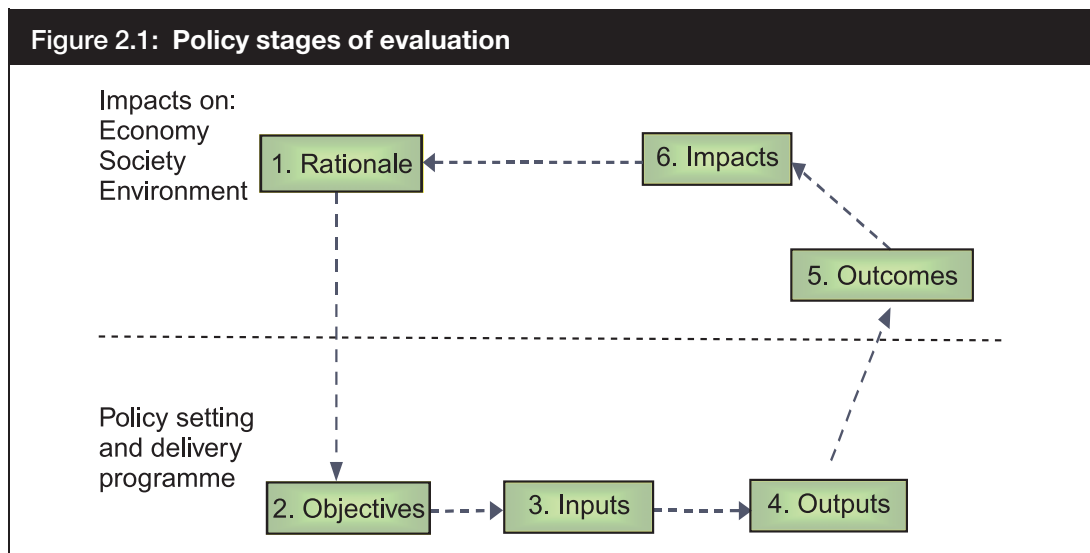 Figure 2.1: Policy stages of evaluation
Impacts on:
Economy
Society
Environment
1. Rationale
6. Impacts
5. Outcomes
Policy setting
and delivery
programme
2. Objectives
3. Inputs
4. Outputs